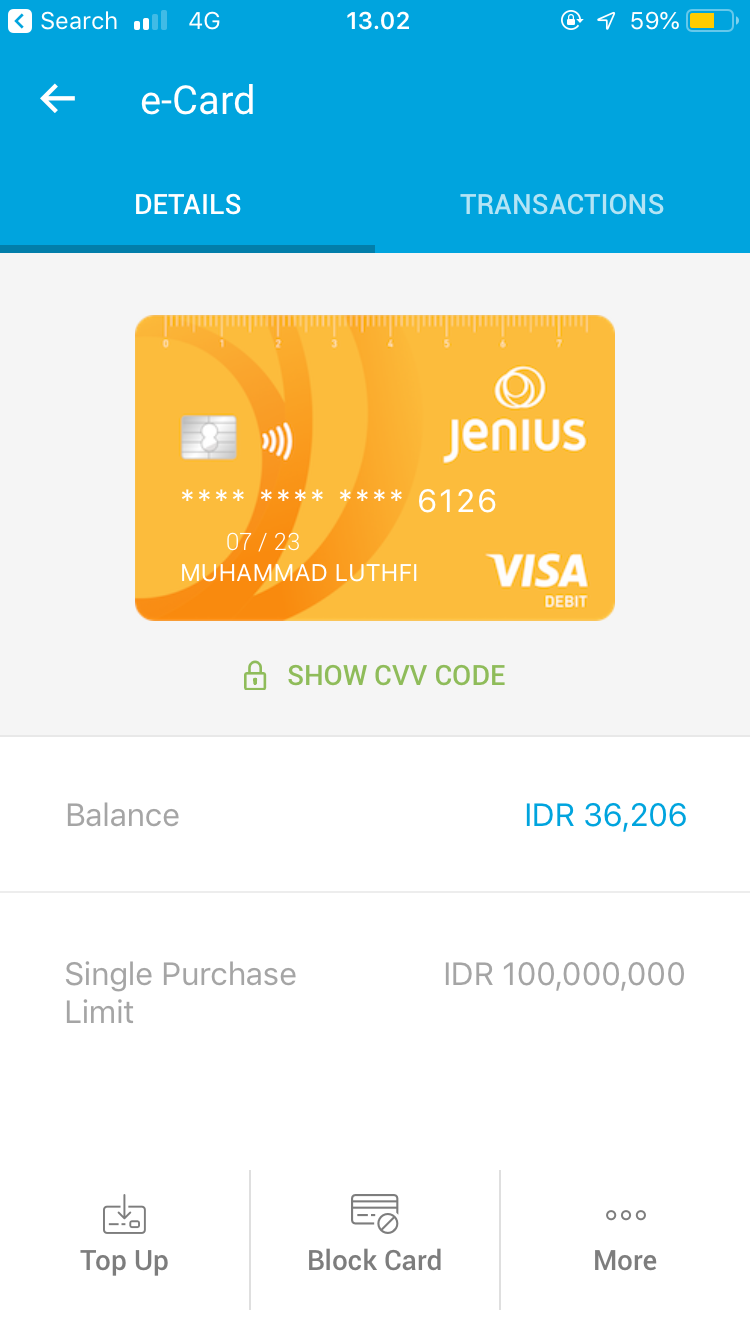 Search 4G 13.02 59%
e-Card
DETAILS TRANSACTIONS
0 1 2 3 4 5 6 7
Jenius
**** **** **** 6126
07 / 23
MUHAMMAD LUTHFI
VISA
DEBIT
SHOW CVV CODE
Balance IDR 36,206
Single Purchase IDR 100,000,000
Limit
Top Up Block Card More